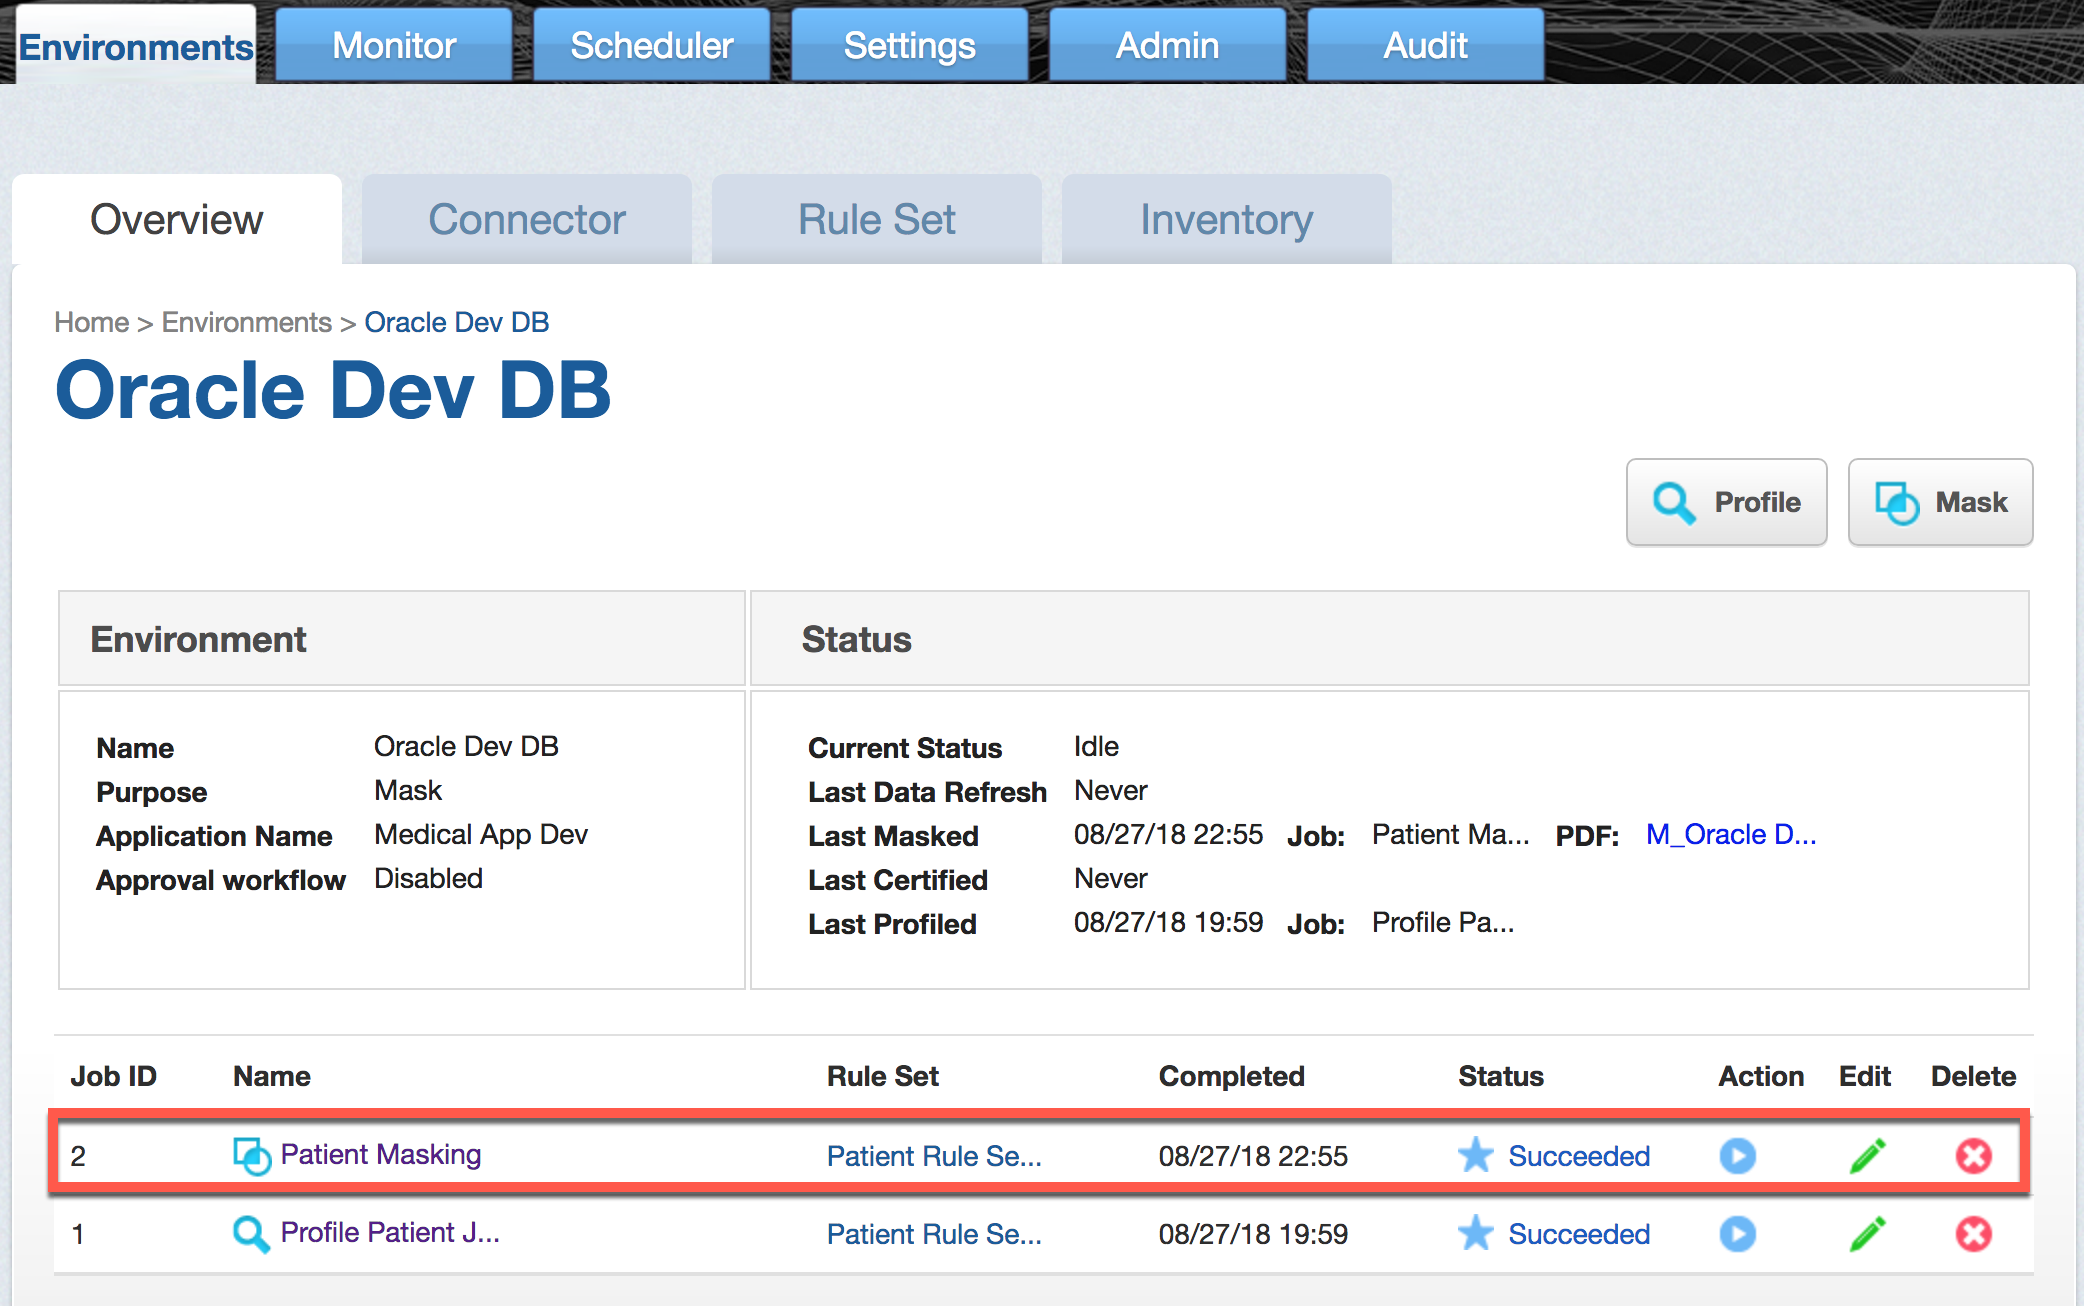 Environments Monitor Scheduler Settings Admin Audit
Overview Connector Rule Set Inventory
Home > Environments > Oracle Dev DB
Oracle Dev DB
Profile Mask
Environment Status
Name Oracle Dev DB Current Status Idle
Purpose Mask Last Data Refresh Never
Application Name Medical App Dev Last Masked 08/27/18 22:55 Job: Patient Ma... PDF: M_Oracle D...
Approval workflow Disabled Last Certified Never
Last Profiled 08/27/18 19:59 Job: Profile Pa...
Job ID Name Rule Set Completed Status Action Edit Delete
2 Patient Masking Patient Rule Se... 08/27/18 22:55 Succeeded
1 Profile Patient J... Patient Rule Se... 08/27/18 19:59 Succeeded